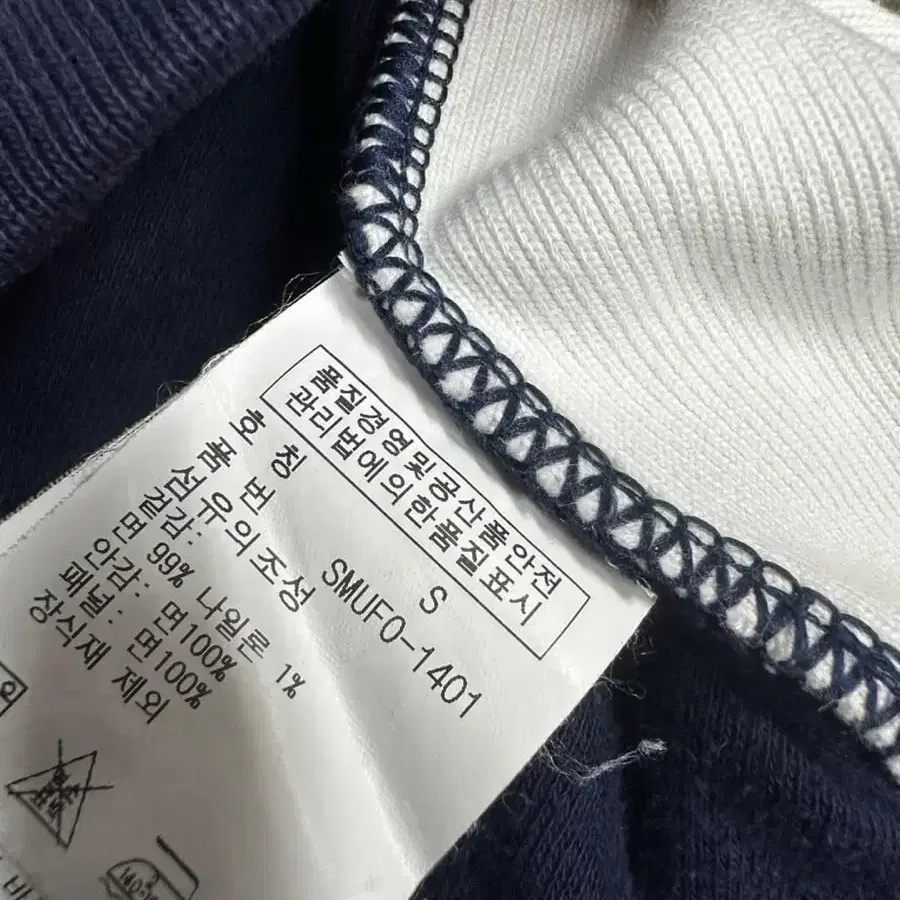 품질경영및공산품안전
관리법에의한품질표시
호 칭 S
품 번 SMUF0-1401
섬유의조성
겉감:
면 99% 나일론 1%
안감: 면100%
패널: 면100%
장식재 제외